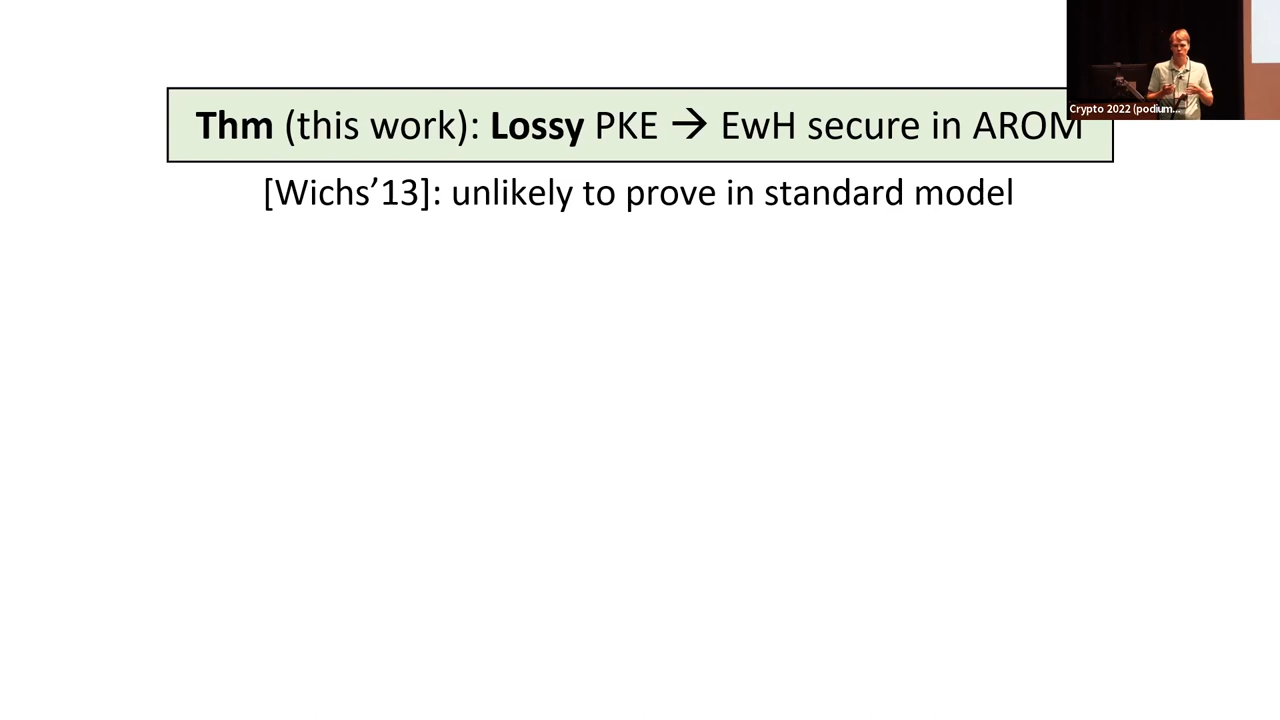 Thm (this work): Lossy PKE → EwH secure in AROM
[Wichs’13]: unlikely to prove in standard model
Crypto 2022 (podium...